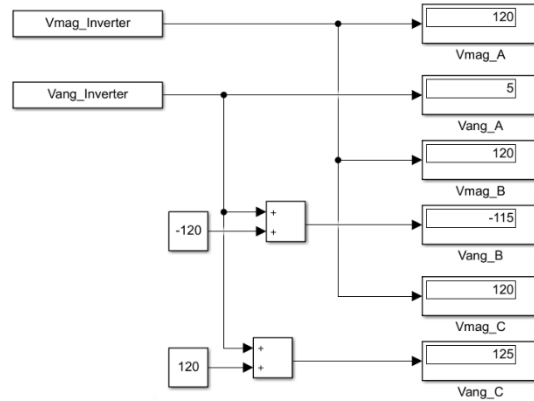 Vmag_Inverter
120
Vmag_A
Vang_Inverter
5
Vang_A
120
Vmag_B
-120
+
+
-115
Vang_B
120
Vmag_C
120
+
+
125
Vang_C